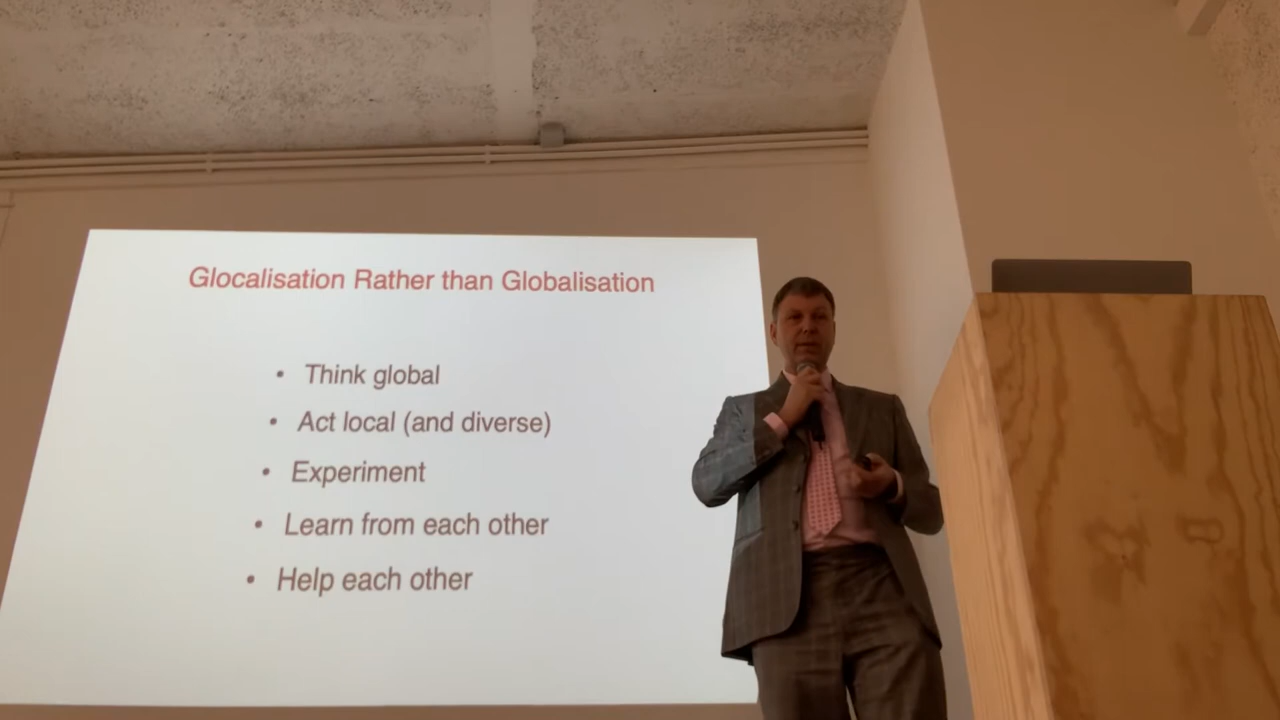 Glocalisation Rather than Globalisation
• Think global
• Act local (and diverse)
• Experiment
• Learn from each other
• Help each other